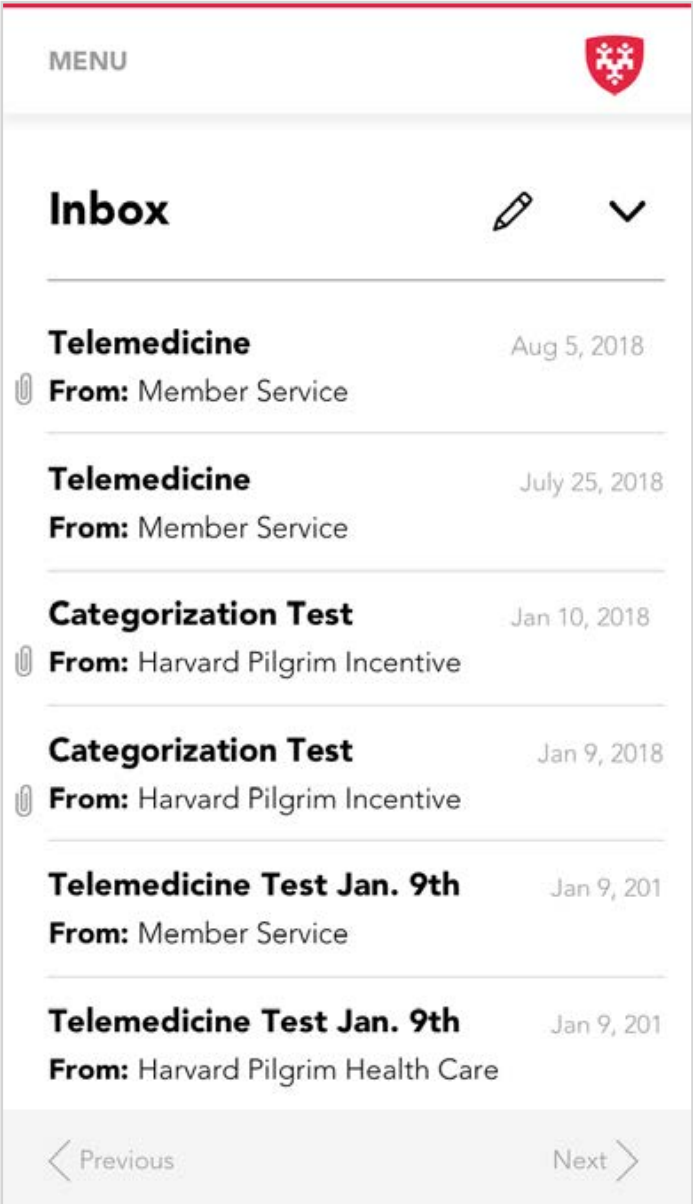 MENU
Inbox
Telemedicine Aug 5, 2018
From: Member Service
Telemedicine July 25, 2018
From: Member Service
Categorization Test Jan 10, 2018
From: Harvard Pilgrim Incentive
Categorization Test Jan 9, 2018
From: Harvard Pilgrim Incentive
Telemedicine Test Jan. 9th Jan 9, 201
From: Member Service
Telemedicine Test Jan. 9th Jan 9, 201
From: Harvard Pilgrim Health Care
Previous Next